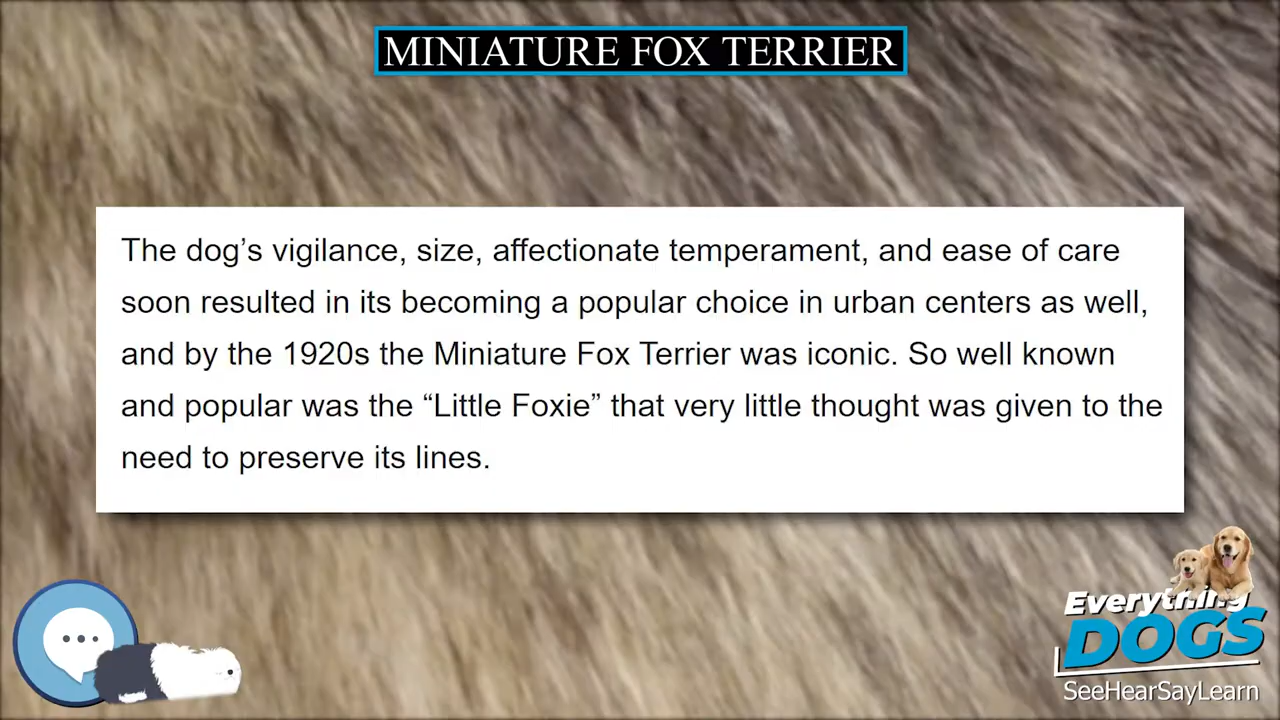 MINIATURE FOX TERRIER
The dog’s vigilance, size, affectionate temperament, and ease of care
soon resulted in its becoming a popular choice in urban centers as well,
and by the 1920s the Miniature Fox Terrier was iconic. So well known
and popular was the “Little Foxie” that very little thought was given to the
need to preserve its lines.
Everything
DOGS
SeeHearSayLearn